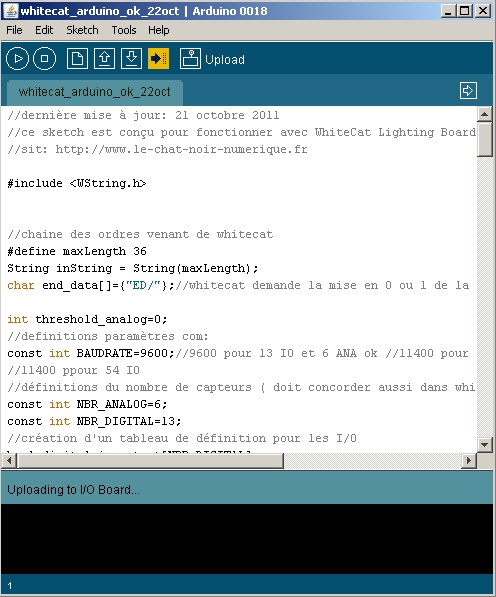 whitecat_arduino_ok_22oct | Arduino 0018
File Edit Sketch Tools Help
Upload
whitecat_arduino_ok_22oct
//dernière mise à jour: 21 octobre 2011
//ce sketch est conçu pour fonctionner avec WhiteCat Lighting Board
//sit: http://www.le-chat-noir-numerique.fr
#include <WString.h>
//chaine des ordres venant de whitecat
#define maxLength 36
String inString = String(maxLength);
char end_data[]={"ED/"};//whitecat demande la mise en 0 ou 1 de la
int threshold_analog=0;
//definitions paramètres com:
const int BAUDRATE=9600;//9600 pour 13 IO et 6 ANA ok //11400 pour
//11400 ppour 54 IO
//définitions du nombre de capteurs ( doit concorder aussi dans whi
const int NBR_ANALOG=6;
const int NBR_DIGITAL=13;
//création d'un tableau de définition pour les I/O
Uploading to I/O Board...
1